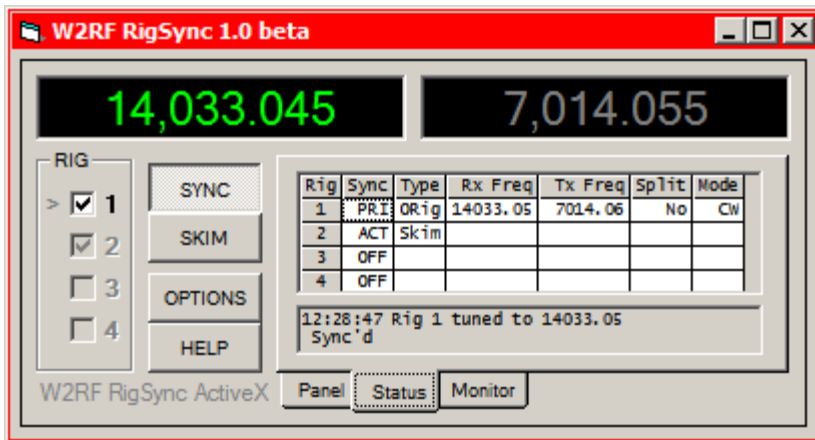 W2RF RigSync 1.0 beta
14,033.045 7,014.055
RIG
> 1
2
3
4
SYNC
SKIM
OPTIONS
HELP
Rig Sync Type Rx Freq Tx Freq Split Mode
1 PRI ORig 14033.05 7014.06 No CW
2 ACT Skim
3 OFF
4 OFF
12:28:47 Rig 1 tuned to 14033.05
Sync'd
W2RF RigSync ActiveX
Panel Status Monitor